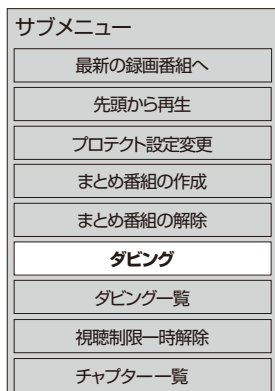 サブメニュー
最新の録画番組へ
先頭から再生
プロテクト設定変更
まとめ番組の作成
まとめ番組の解除
ダビング
ダビング一覧
視聴制限一時解除
チャプター一覧